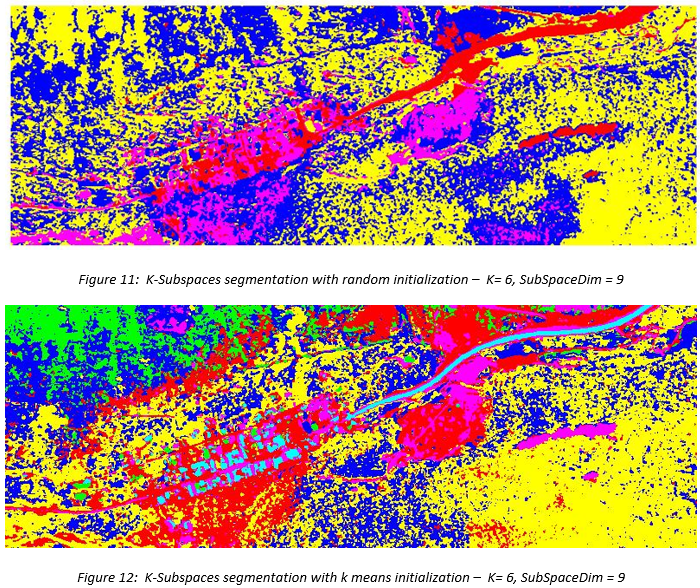 Figure 11:  K-Subspaces segmentation with random initialization –  K= 6, SubSpaceDim = 9
Figure 12:  K-Subspaces segmentation with k means initialization –  K= 6, SubSpaceDim = 9